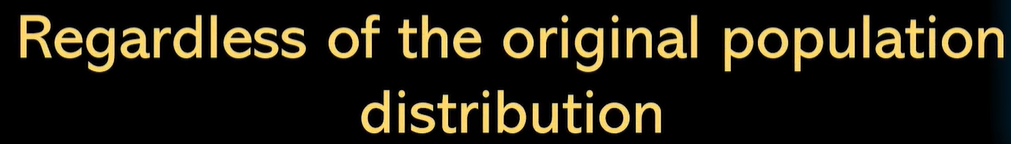 Regardless of the original population
distribution